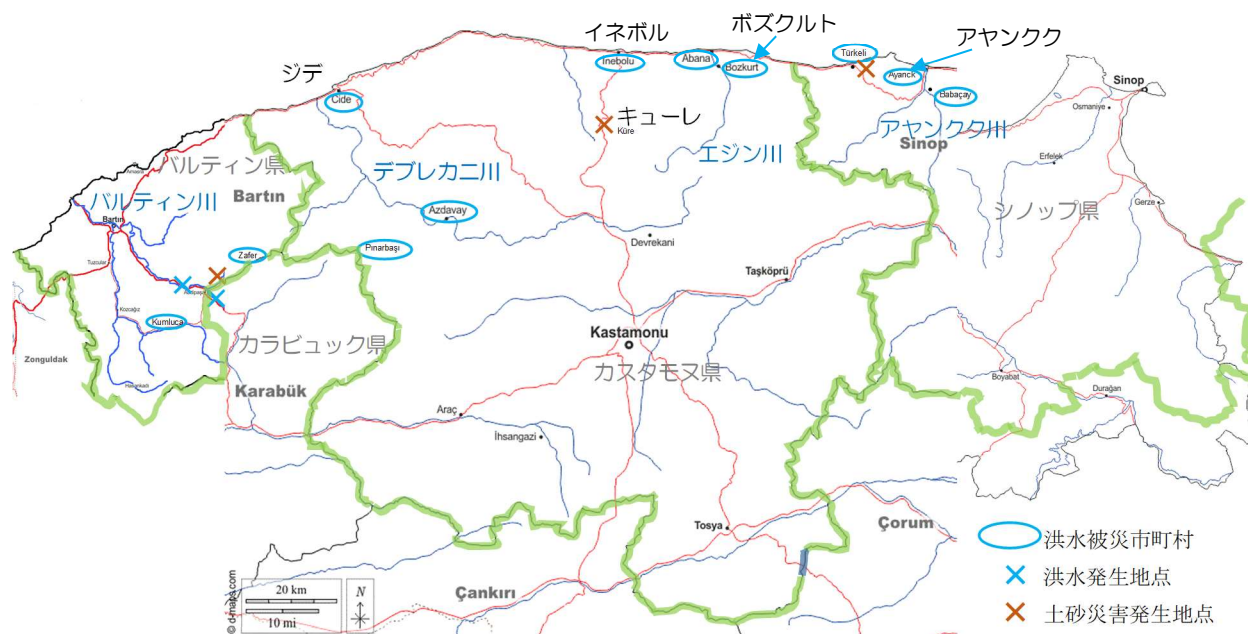 ボズクルト
イネボル
アヤンクク
Türkeli
Abana
Inebolu
Bozkurt
Ayancık
ジデ
Sinop
Babaçay
Cide
Osmaniye
キューレ
Küre
アヤンクク川
Sinop
エジン川
Erfelek
バルティン県
デブレカニ川
Bartın
バルティン川
Azdavay
シノップ県
Gerze
Bartın
Devrekani
Pınarbaşı
Zafer
Taşköprü
Kozcağız
Kumluca
Kastamonu
カラビュック県
カスタモヌ県
Zonguldak
Karabük
Boyabat
Durağan
Araç
İhsangazi
Tosya
Çorum
洪水被災市町村
洪水発生地点
Çankırı
20 km
10 mi
N
© d-maps.com
土砂災害発生地点